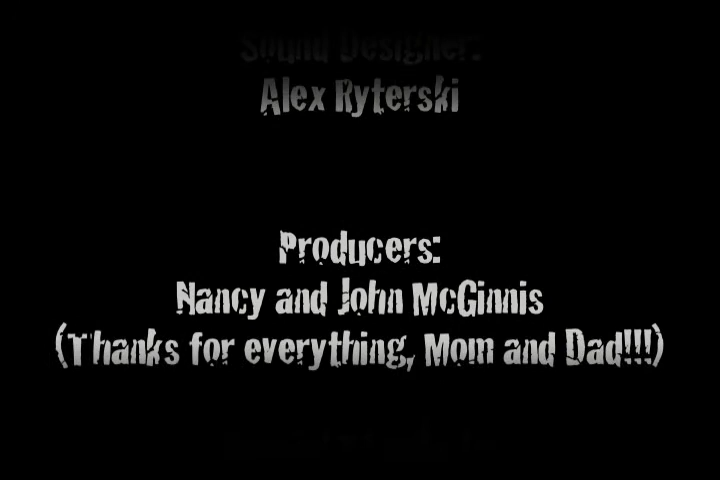 Sound Designer:
Alex Ryterski
Producers:
Nancy and John McGinnis
(Thanks for everything, Mom and Dad!!!)